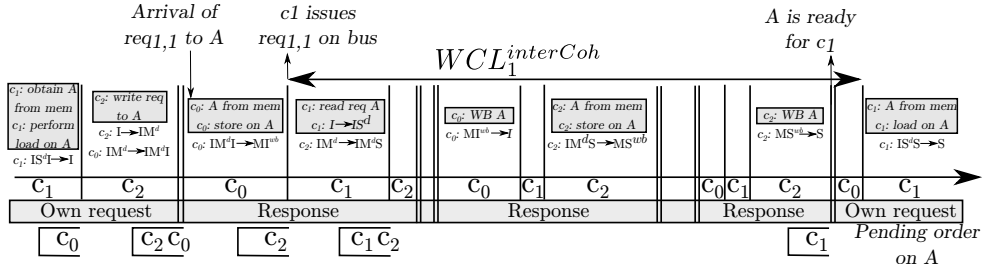 Arrival of
req1,1 to A
c1 issues
req1,1 on bus
A is ready
for c1
WCL1^interCoh
c1: obtain A
from mem
c1: perform
load on A
c1: IS^dI→I
c2: write req
to A
c2: I→IM^d
c0: IM^d→IM^dI
c0: A from mem
c0: store on A
c0: IM^dI→MI^wb
c1: read req A
c1: I→IS^d
c2: IM^d→IM^dS
c0: WB A
c0: MI^wb→I
c2: A from mem
c2: store on A
c2: IM^dS→MS^wb
c2: WB A
c2: MS^wb→S
c1: A from mem
c1: load on A
c1: IS^dS→S
c1 c2 c0 c1 c2 c0 c1 c2 c0 c1 c2 c0 c1
Own request Response Response Response Own request
c0 c2 c0 c2 c1 c2 c1 Pending order
on A